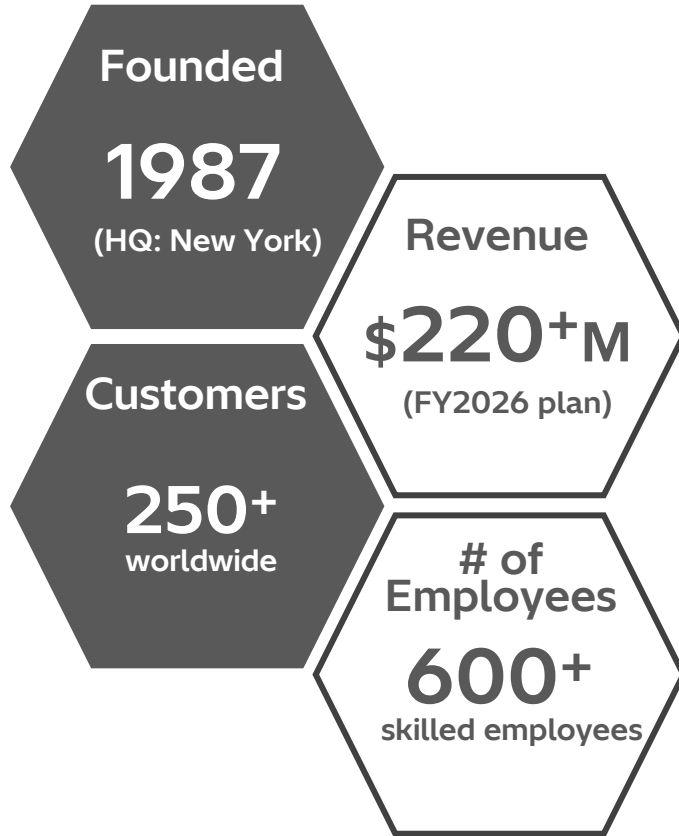 Founded
1987
(HQ: New York)
Revenue
$220+M
(FY2026 plan)
Customers
250+
worldwide
# of
Employees
600+
skilled employees